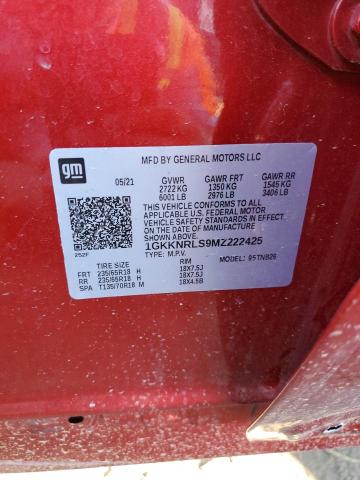 gm
MFD BY GENERAL MOTORS LLC
05/21 GVWR GAWR FRT GAWR RR
2722 KG 1350 KG 1545 KG
6001 LB 2976 LB 3406 LB
THIS VEHICLE CONFORMS TO ALL
APPLICABLE U.S. FEDERAL MOTOR
VEHICLE SAFETY STANDARDS IN EFFECT
ON THE DATE OF MANUFACTURE
SHOWN ABOVE.
252F 1GKKNRLS9MZ222425
TYPE: M.P.V. MODEL: 95TNB26
TIRE SIZE RIM
FRT 235/65R18 H 18X7.5J
RR 235/65R18 H 18X7.5J
SPA T135/70R18 M 18X4.5B